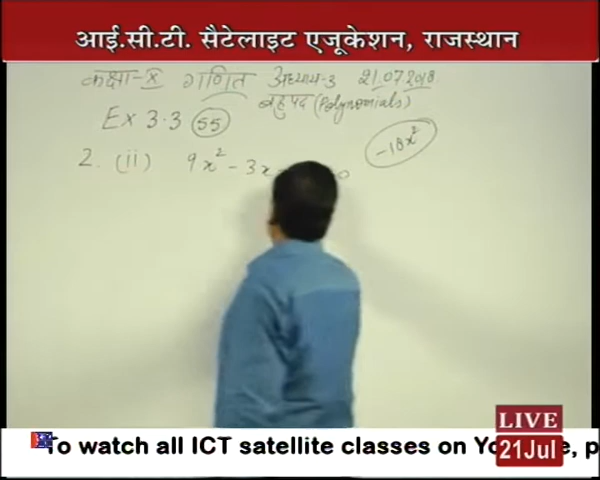 आई.सी.टी. सैटेलाइट एजूकेशन, राजस्थान
कक्षा-X गणित अध्याय-3 21.07.2018
बहुपद (Polynomials)
Ex 3.3 55
-18x²
2. (ii) 9x² - 3x 0
LIVE
21Jul
To watch all ICT satellite classes on